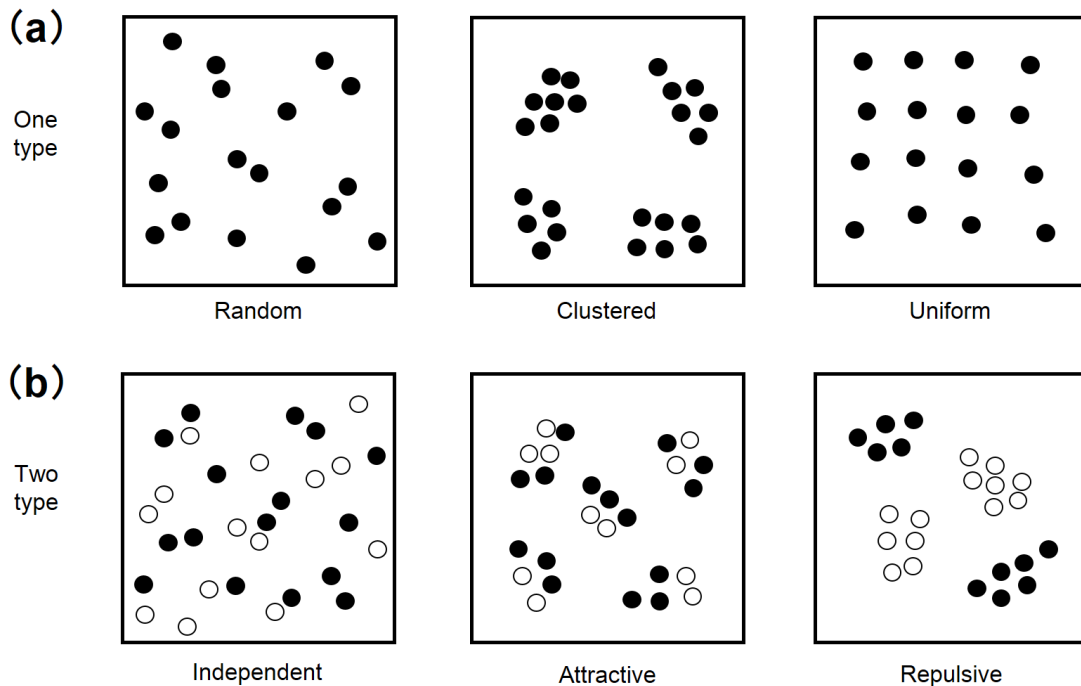 (a)
One
type
Random
Clustered
Uniform
(b)
Two
type
Independent
Attractive
Repulsive